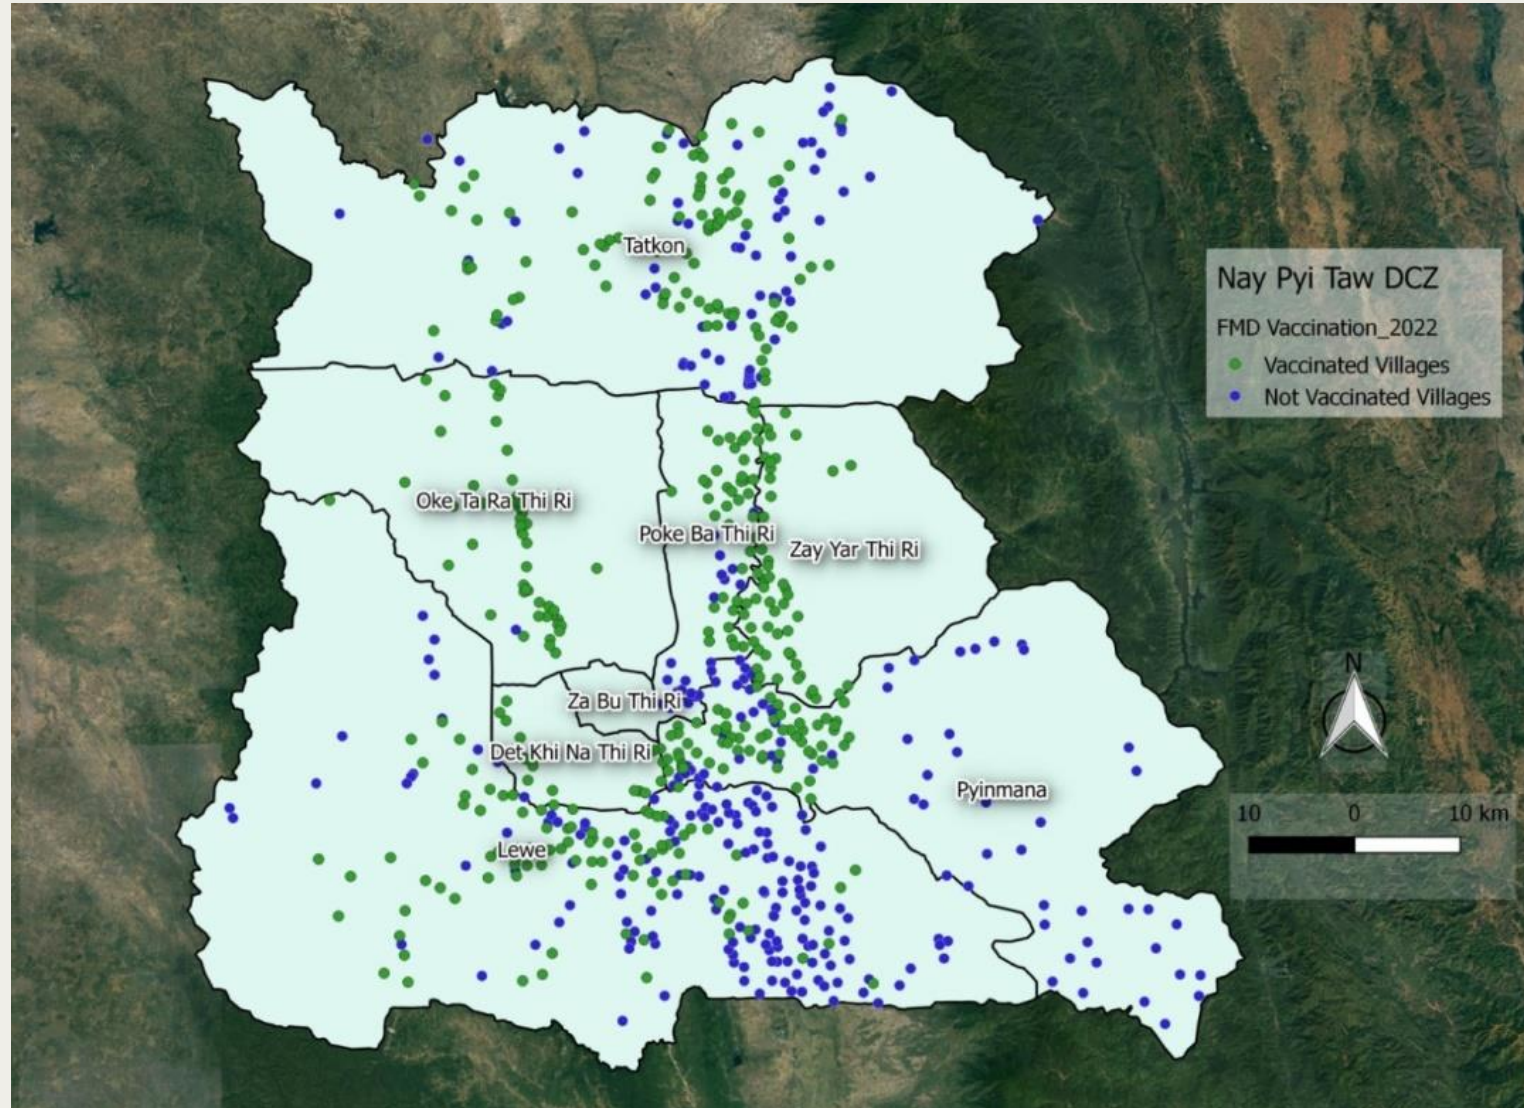 Tatkon
Nay Pyi Taw DCZ
FMD Vaccination_2022
Vaccinated Villages
Not Vaccinated Villages
Oke Ta Ra Thi Ri
Poke Ba Thi Ri
Zay Yar Thi Ri
Za Bu Thi Ri
Det Khi Na Thi Ri
Pyinmana
Lewe
N
10 0 10 km